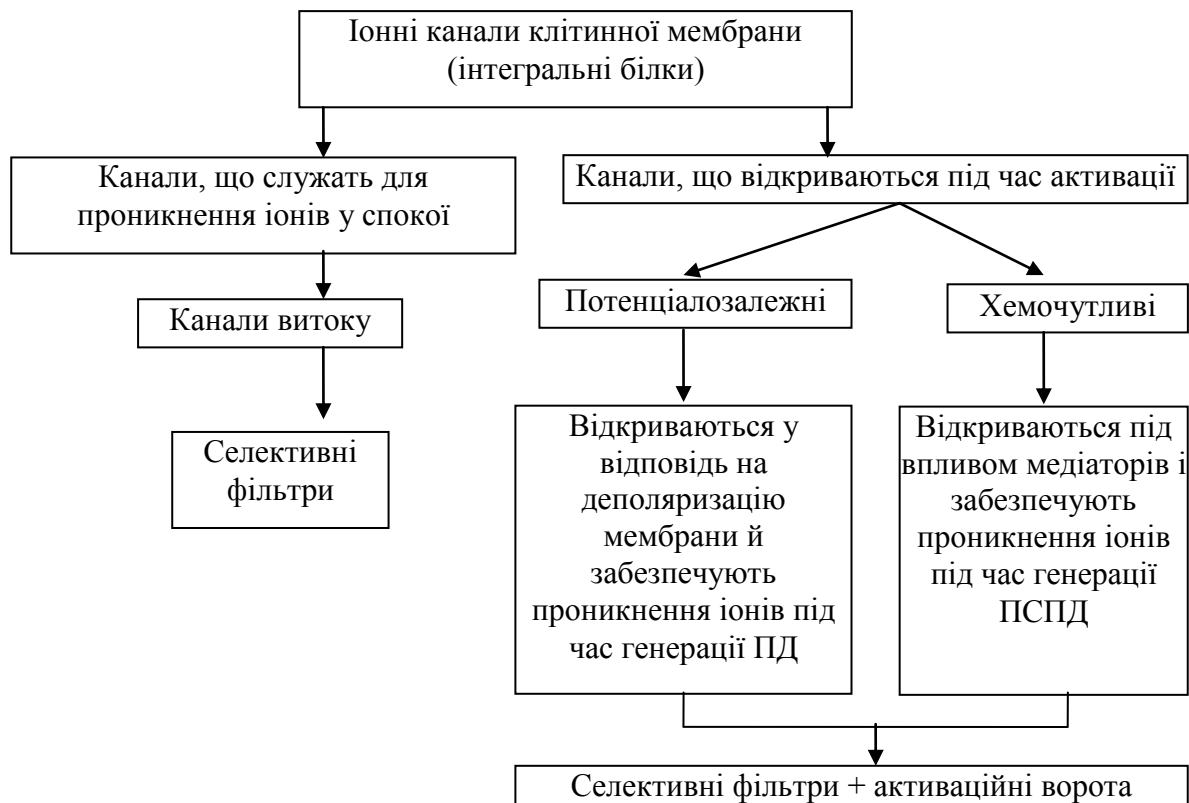 Іонні канали клітинної мембрани
(інтегральні білки)
Канали, що служать для
проникнення іонів у спокої
Канали, що відкриваються під час активації
Канали витоку
Потенціалозалежні
Хемочутливі
Селективні
фільтри
Відкриваються у
відповідь на
деполяризацію
мембрани й
забезпечують
проникнення іонів під
час генерації ПД
Відкриваються під
впливом медіаторів і
забезпечують
проникнення іонів
під час генерації
ПСПД
Селективні фільтри + активаційні ворота